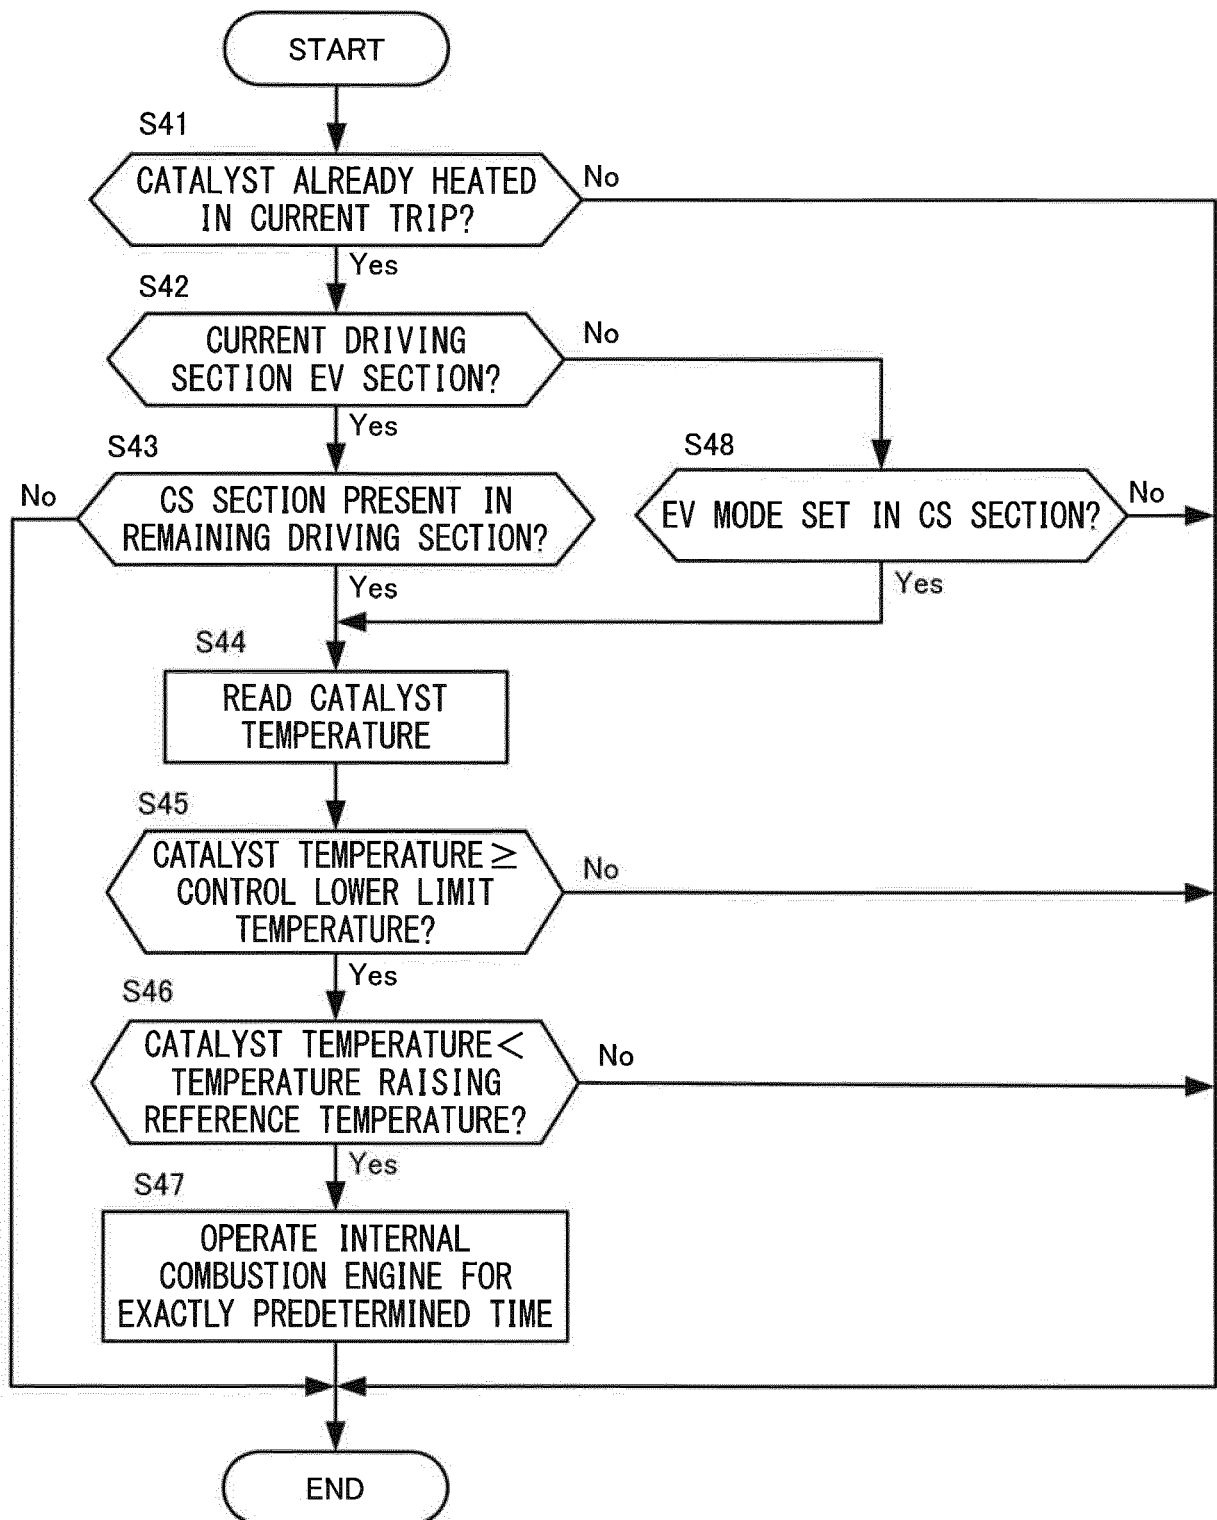 START
S41
CATALYST ALREADY HEATED
IN CURRENT TRIP?
No
Yes
S42
CURRENT DRIVING
SECTION EV SECTION?
No
Yes
S43
No
CS SECTION PRESENT IN
REMAINING DRIVING SECTION?
Yes
S48
EV MODE SET IN CS SECTION?
No
Yes
S44
READ CATALYST
TEMPERATURE
S45
CATALYST TEMPERATURE≥
CONTROL LOWER LIMIT
TEMPERATURE?
No
Yes
S46
CATALYST TEMPERATURE<
TEMPERATURE RAISING
REFERENCE TEMPERATURE?
No
Yes
S47
OPERATE INTERNAL
COMBUSTION ENGINE FOR
EXACTLY PREDETERMINED TIME
END